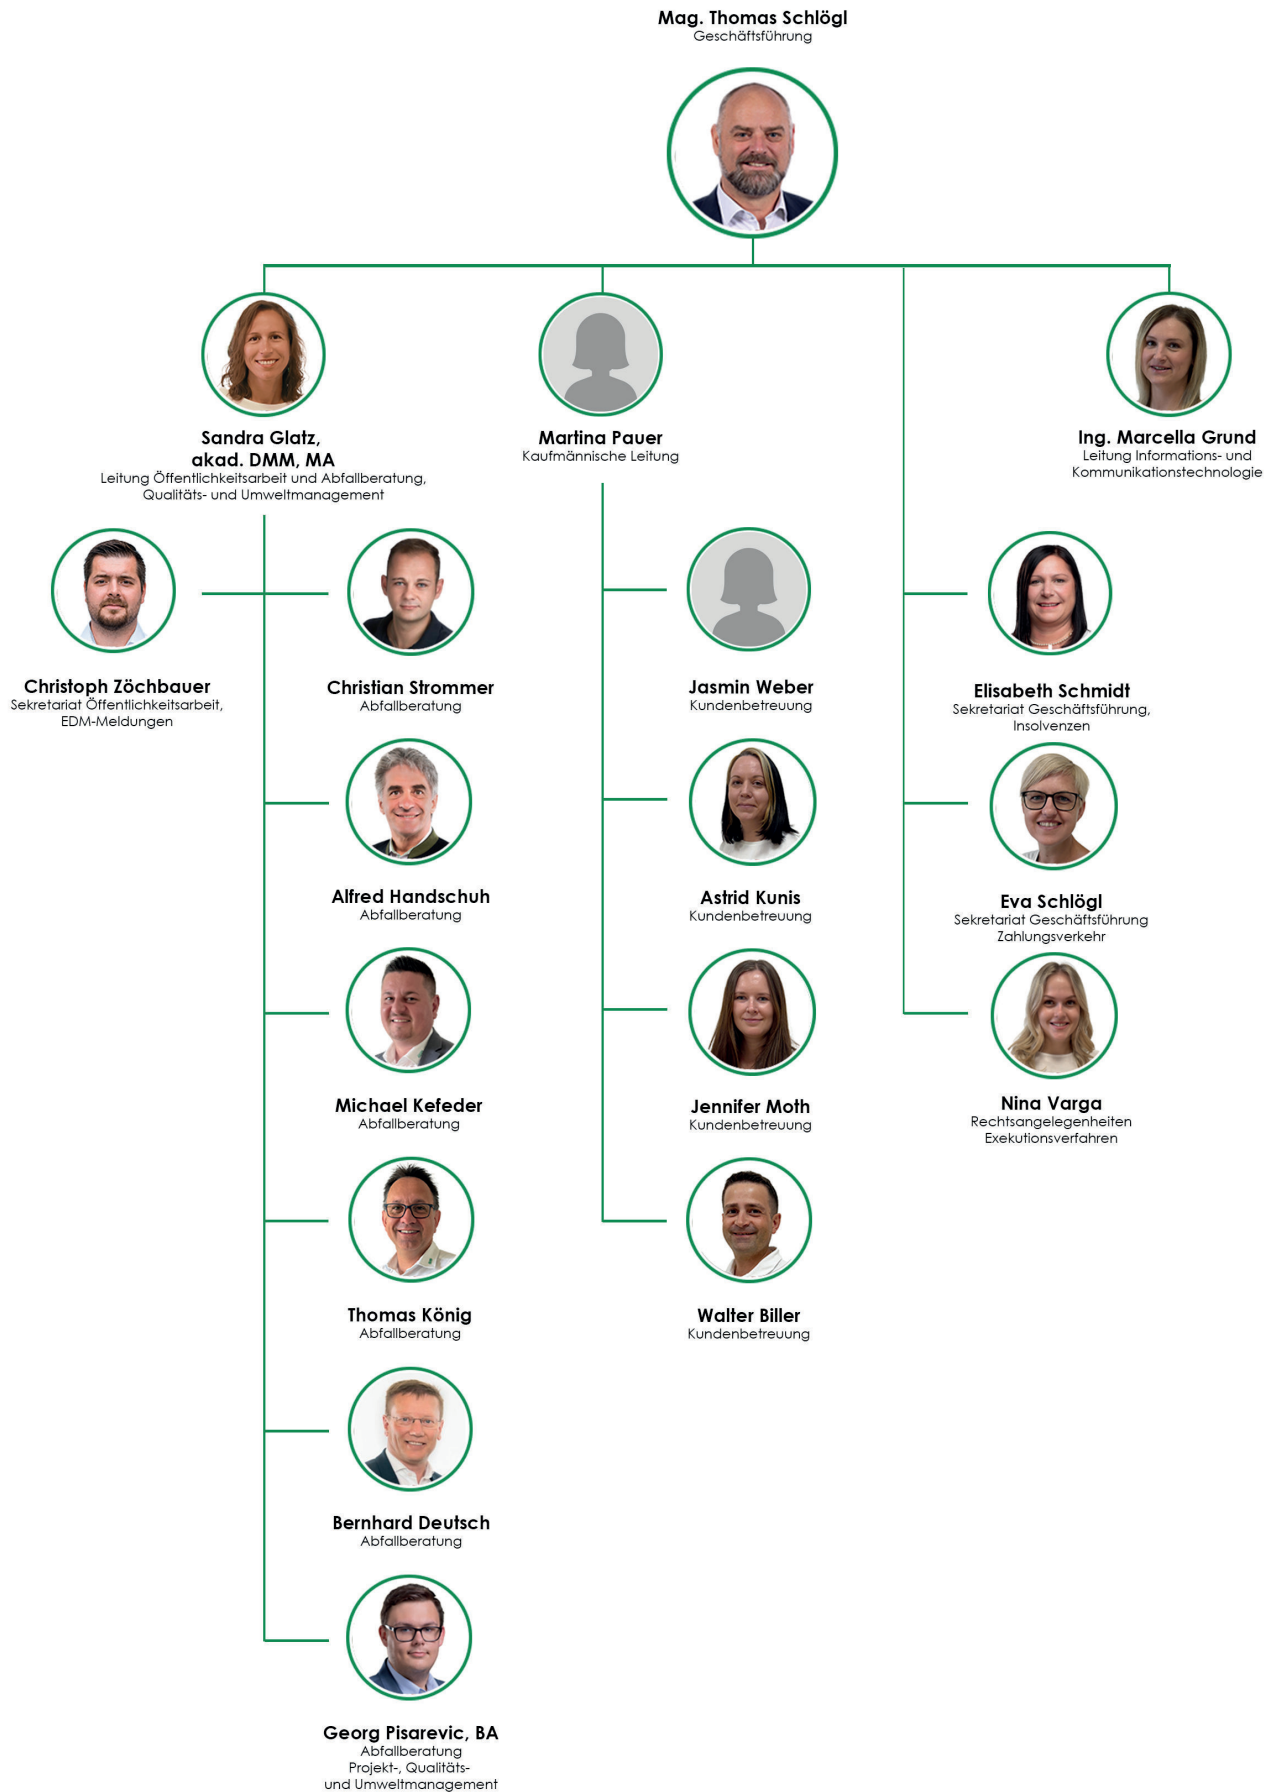 Mag. Thomas Schlögl
Geschäftsführung
Sandra Glatz,
akad. DMM, MA
Leitung Öffentlichkeitsarbeit und Abfallberatung,
Qualitäts- und Umweltmanagement
Martina Pauer
Kaufmännische Leitung
Ing. Marcella Grund
Leitung Informations- und
Kommunikationstechnologie
Christoph Zöchbauer
Sekretariat Öffentlichkeitsarbeit,
EDM-Meldungen
Christian Strommer
Abfallberatung
Jasmin Weber
Kundenbetreuung
Elisabeth Schmidt
Sekretariat Geschäftsführung,
Insolvenzen
Alfred Handschuh
Abfallberatung
Astrid Kunis
Kundenbetreuung
Eva Schlögl
Sekretariat Geschäftsführung
Zahlungsverkehr
Michael Kefeder
Abfallberatung
Jennifer Moth
Kundenbetreuung
Nina Varga
Rechtsangelegenheiten
Exekutionsverfahren
Thomas König
Abfallberatung
Walter Biller
Kundenbetreuung
Bernhard Deutsch
Abfallberatung
Georg Pisarevic, BA
Abfallberatung
Projekt-, Qualitäts-
und Umweltmanagement